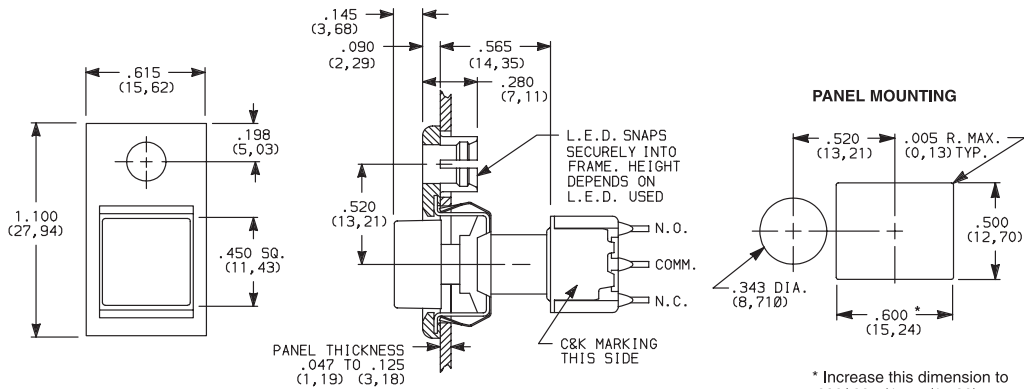 .615
(15,62)
.198
(5,03)
1.100
(27,94)
.450 SQ.
(11,43)
.145
(3,68)
.090
(2,29)
.565
(14,35)
.280
(7,11)
L.E.D. SNAPS
SECURELY INTO
FRAME. HEIGHT
DEPENDS ON
L.E.D. USED
.520
(13,21)
N.O.
COMM.
N.C.
PANEL THICKNESS
.047 TO .125
(1,19) (3,18)
C&K MARKING
THIS SIDE
PANEL MOUNTING
.520
(13,21)
.005 R. MAX.
(0,13) TYP.
.500
(12,70)
.343 DIA.
(8,71Ø)
.600 *
(15,24)
* Increase this dimension to